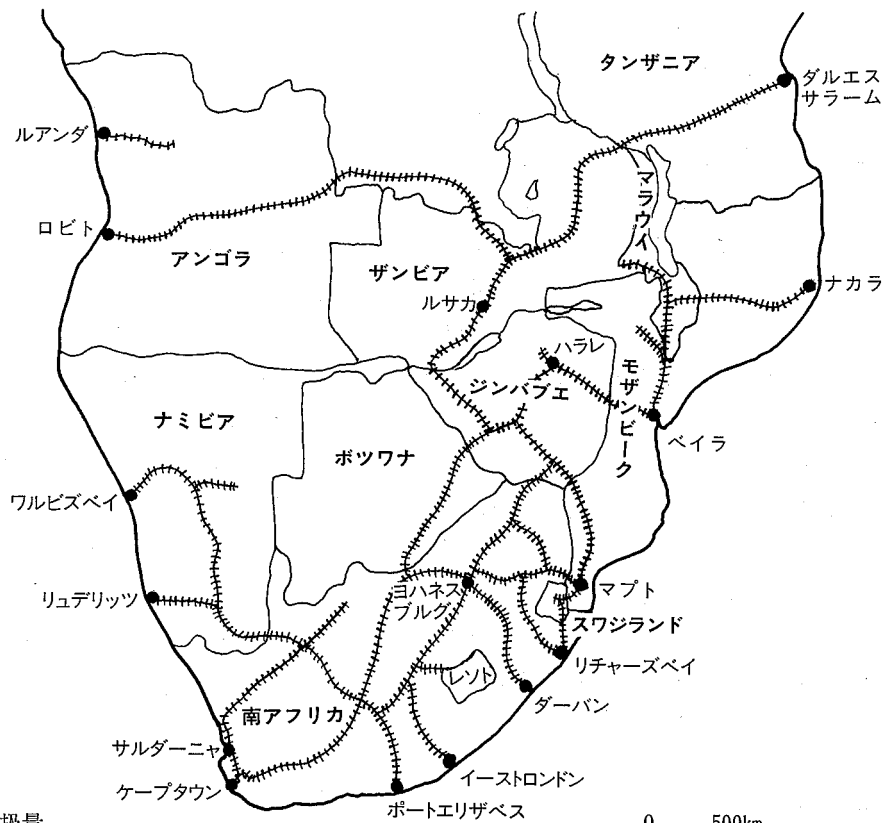 タンザニア
ダルエス
サラーム
ルアンダ
マラウイ
ロビト
アンゴラ
ザンビア
ルサカ
ナカラ
ハラレ
ジンバブエ
モザンビーク
ベイラ
ナミビア
ボツワナ
ワルビズベイ
リュデリッツ
ヨハネス
ブルグ
マプト
スワジランド
リチャーズベイ
レソト
ダーバン
南アフリカ
サルダーニャ
ケープタウン
イーストロンドン
ポートエリザベス
0 500km